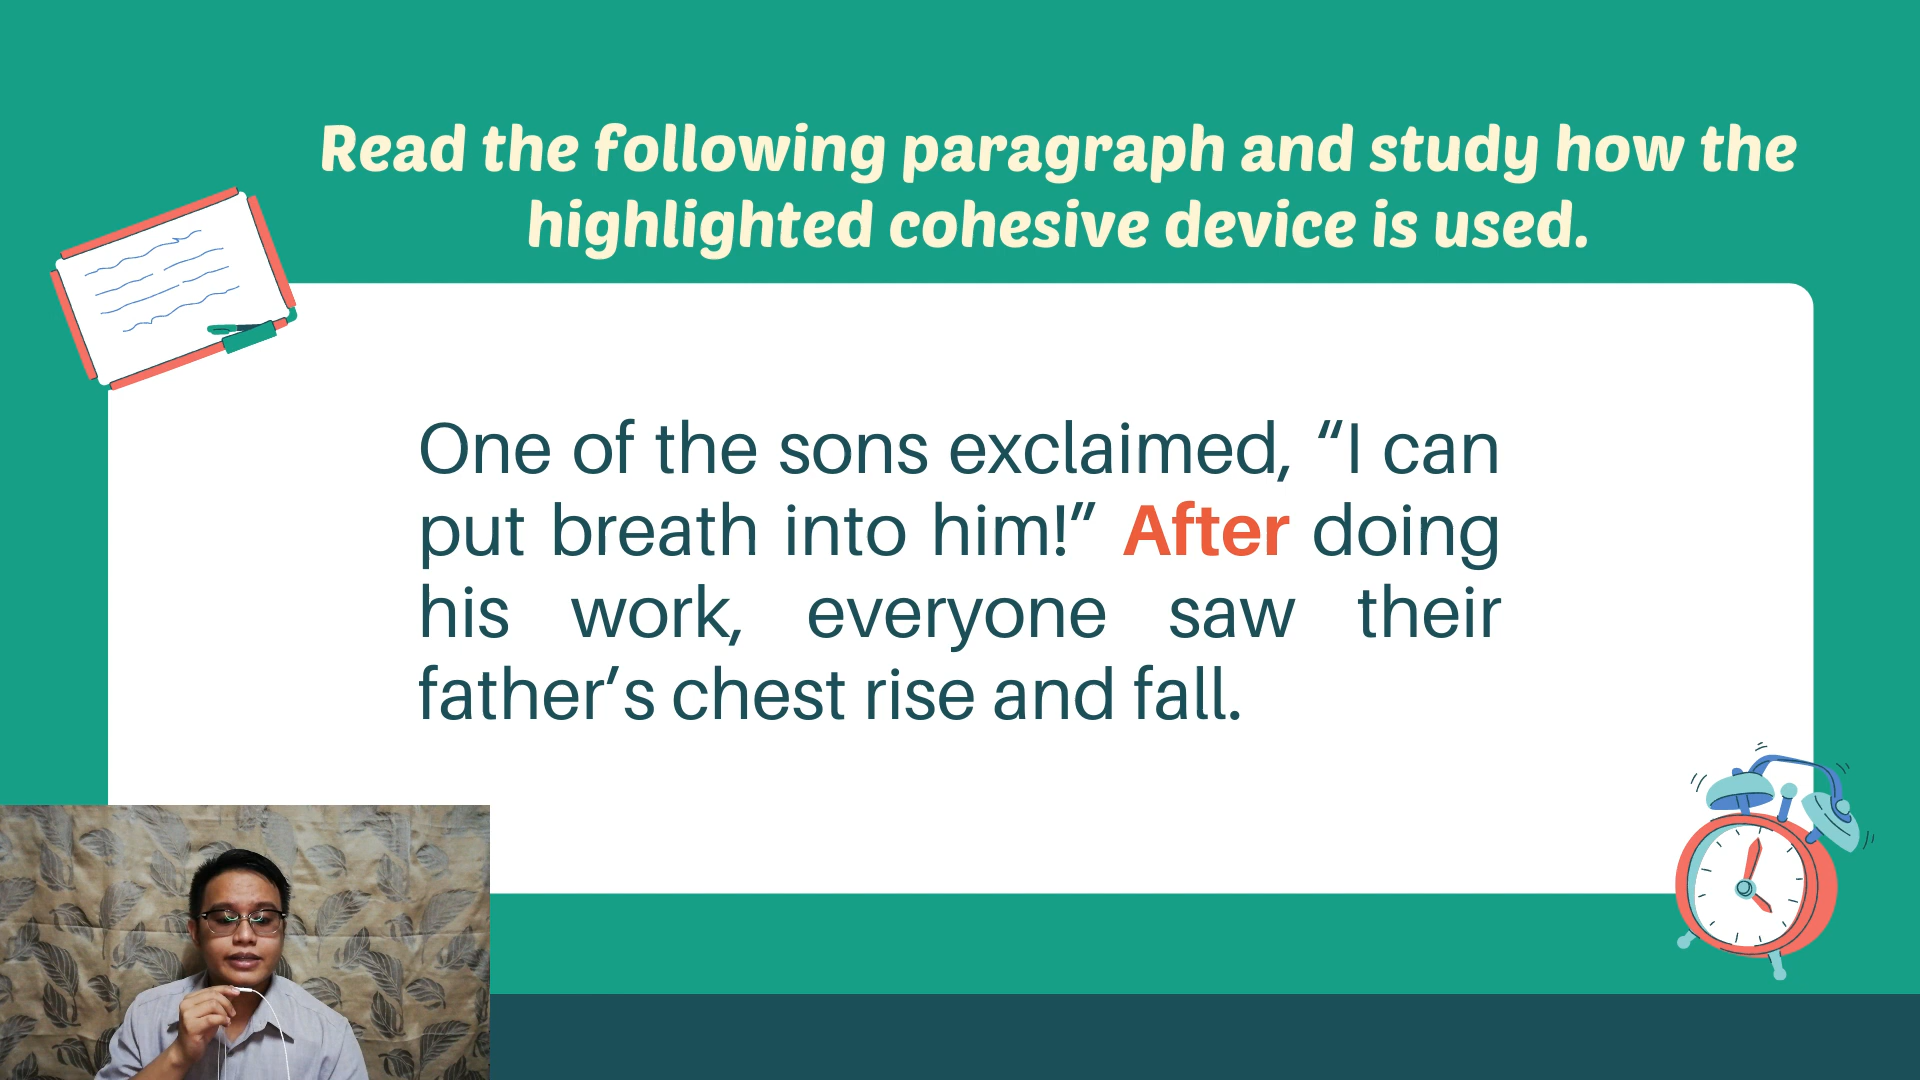 Read the following paragraph and study how the
highlighted cohesive device is used.
One of the sons exclaimed, “I can
put breath into him!” After doing
his work, everyone saw their
father’s chest rise and fall.